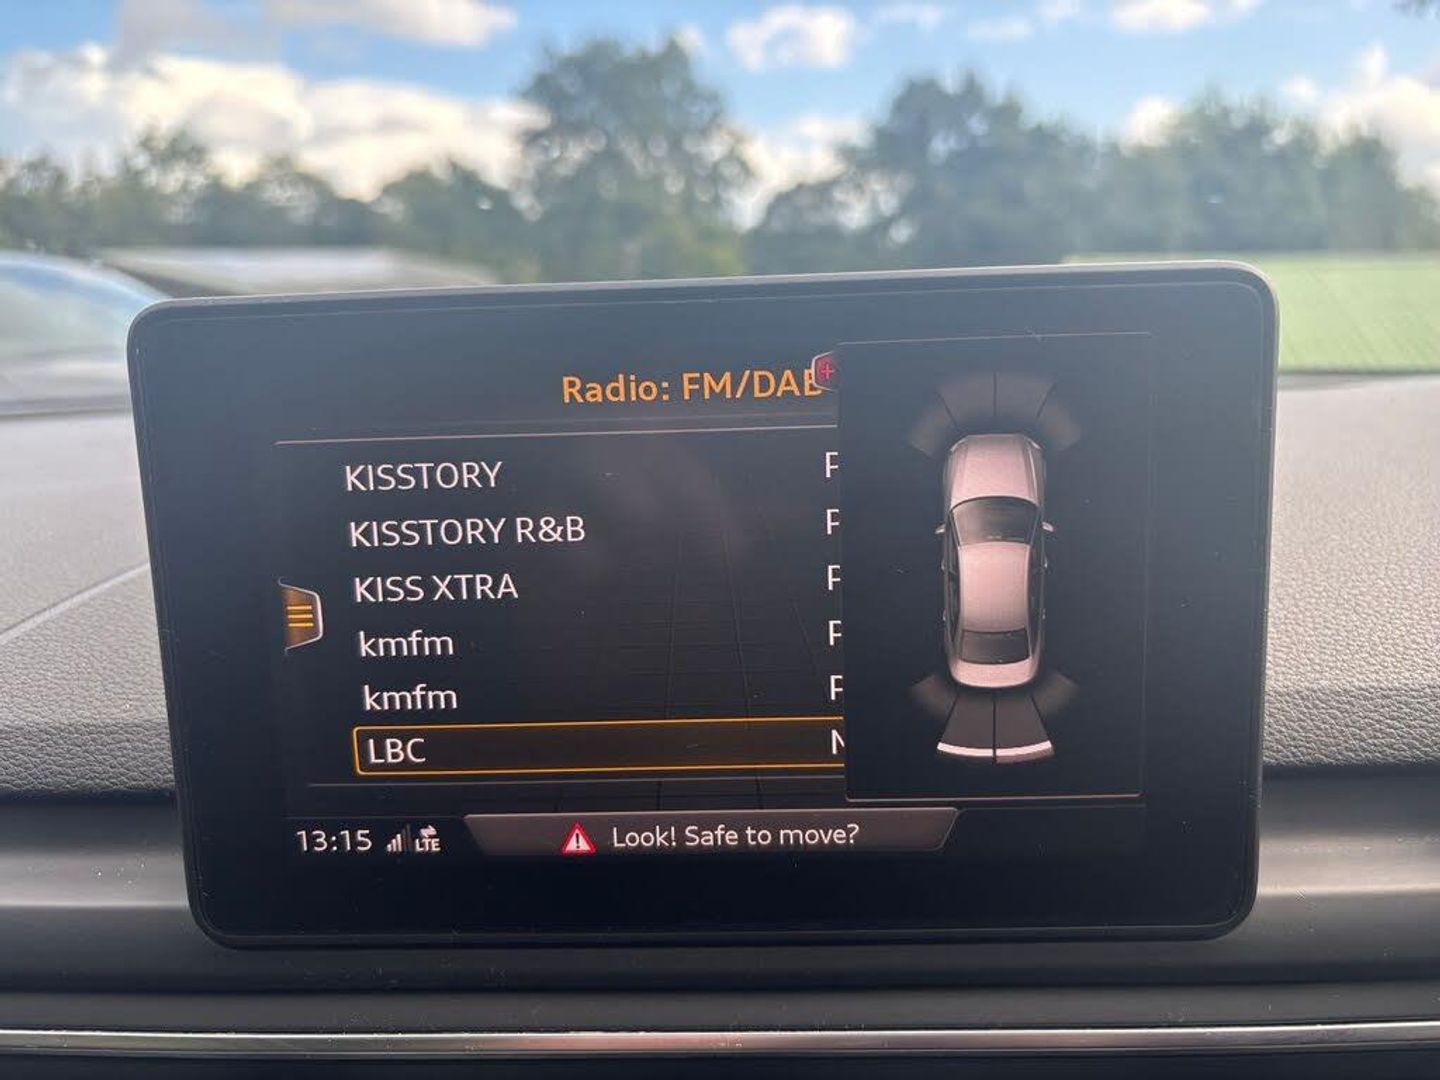 Radio: FM/DAB
KISSTORY P
KISSTORY R&B P
KISS XTRA P
kmfm P
kmfm P
LBC N
13:15 LTE Look! Safe to move?